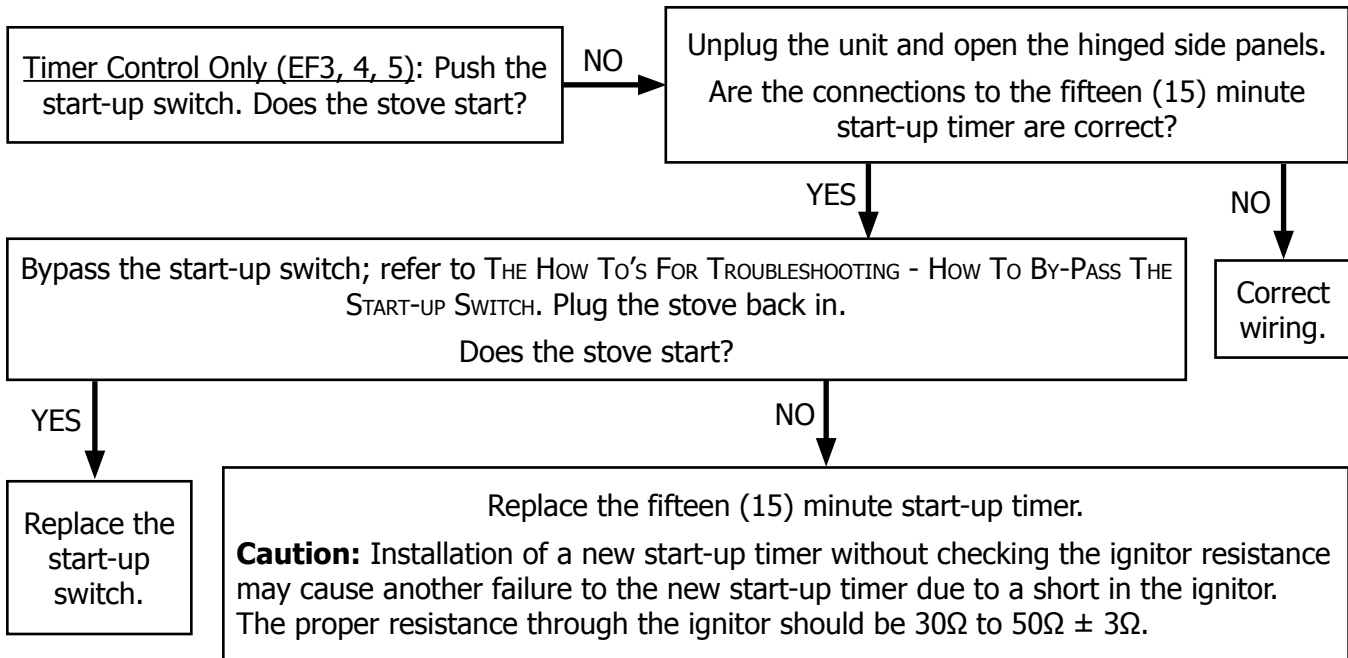 Timer Control Only (EF3, 4, 5): Push the
start-up switch. Does the stove start?
NO
Unplug the unit and open the hinged side panels.
Are the connections to the fifteen (15) minute
start-up timer are correct?
YES
NO
Bypass the start-up switch; refer to The How To's For Troubleshooting - How To By-Pass The
Start-up Switch. Plug the stove back in.
Does the stove start?
Correct
wiring.
YES
NO
Replace the
start-up
switch.
Replace the fifteen (15) minute start-up timer.
Caution: Installation of a new start-up timer without checking the ignitor resistance
may cause another failure to the new start-up timer due to a short in the ignitor.
The proper resistance through the ignitor should be 30Ω to 50Ω ± 3Ω.